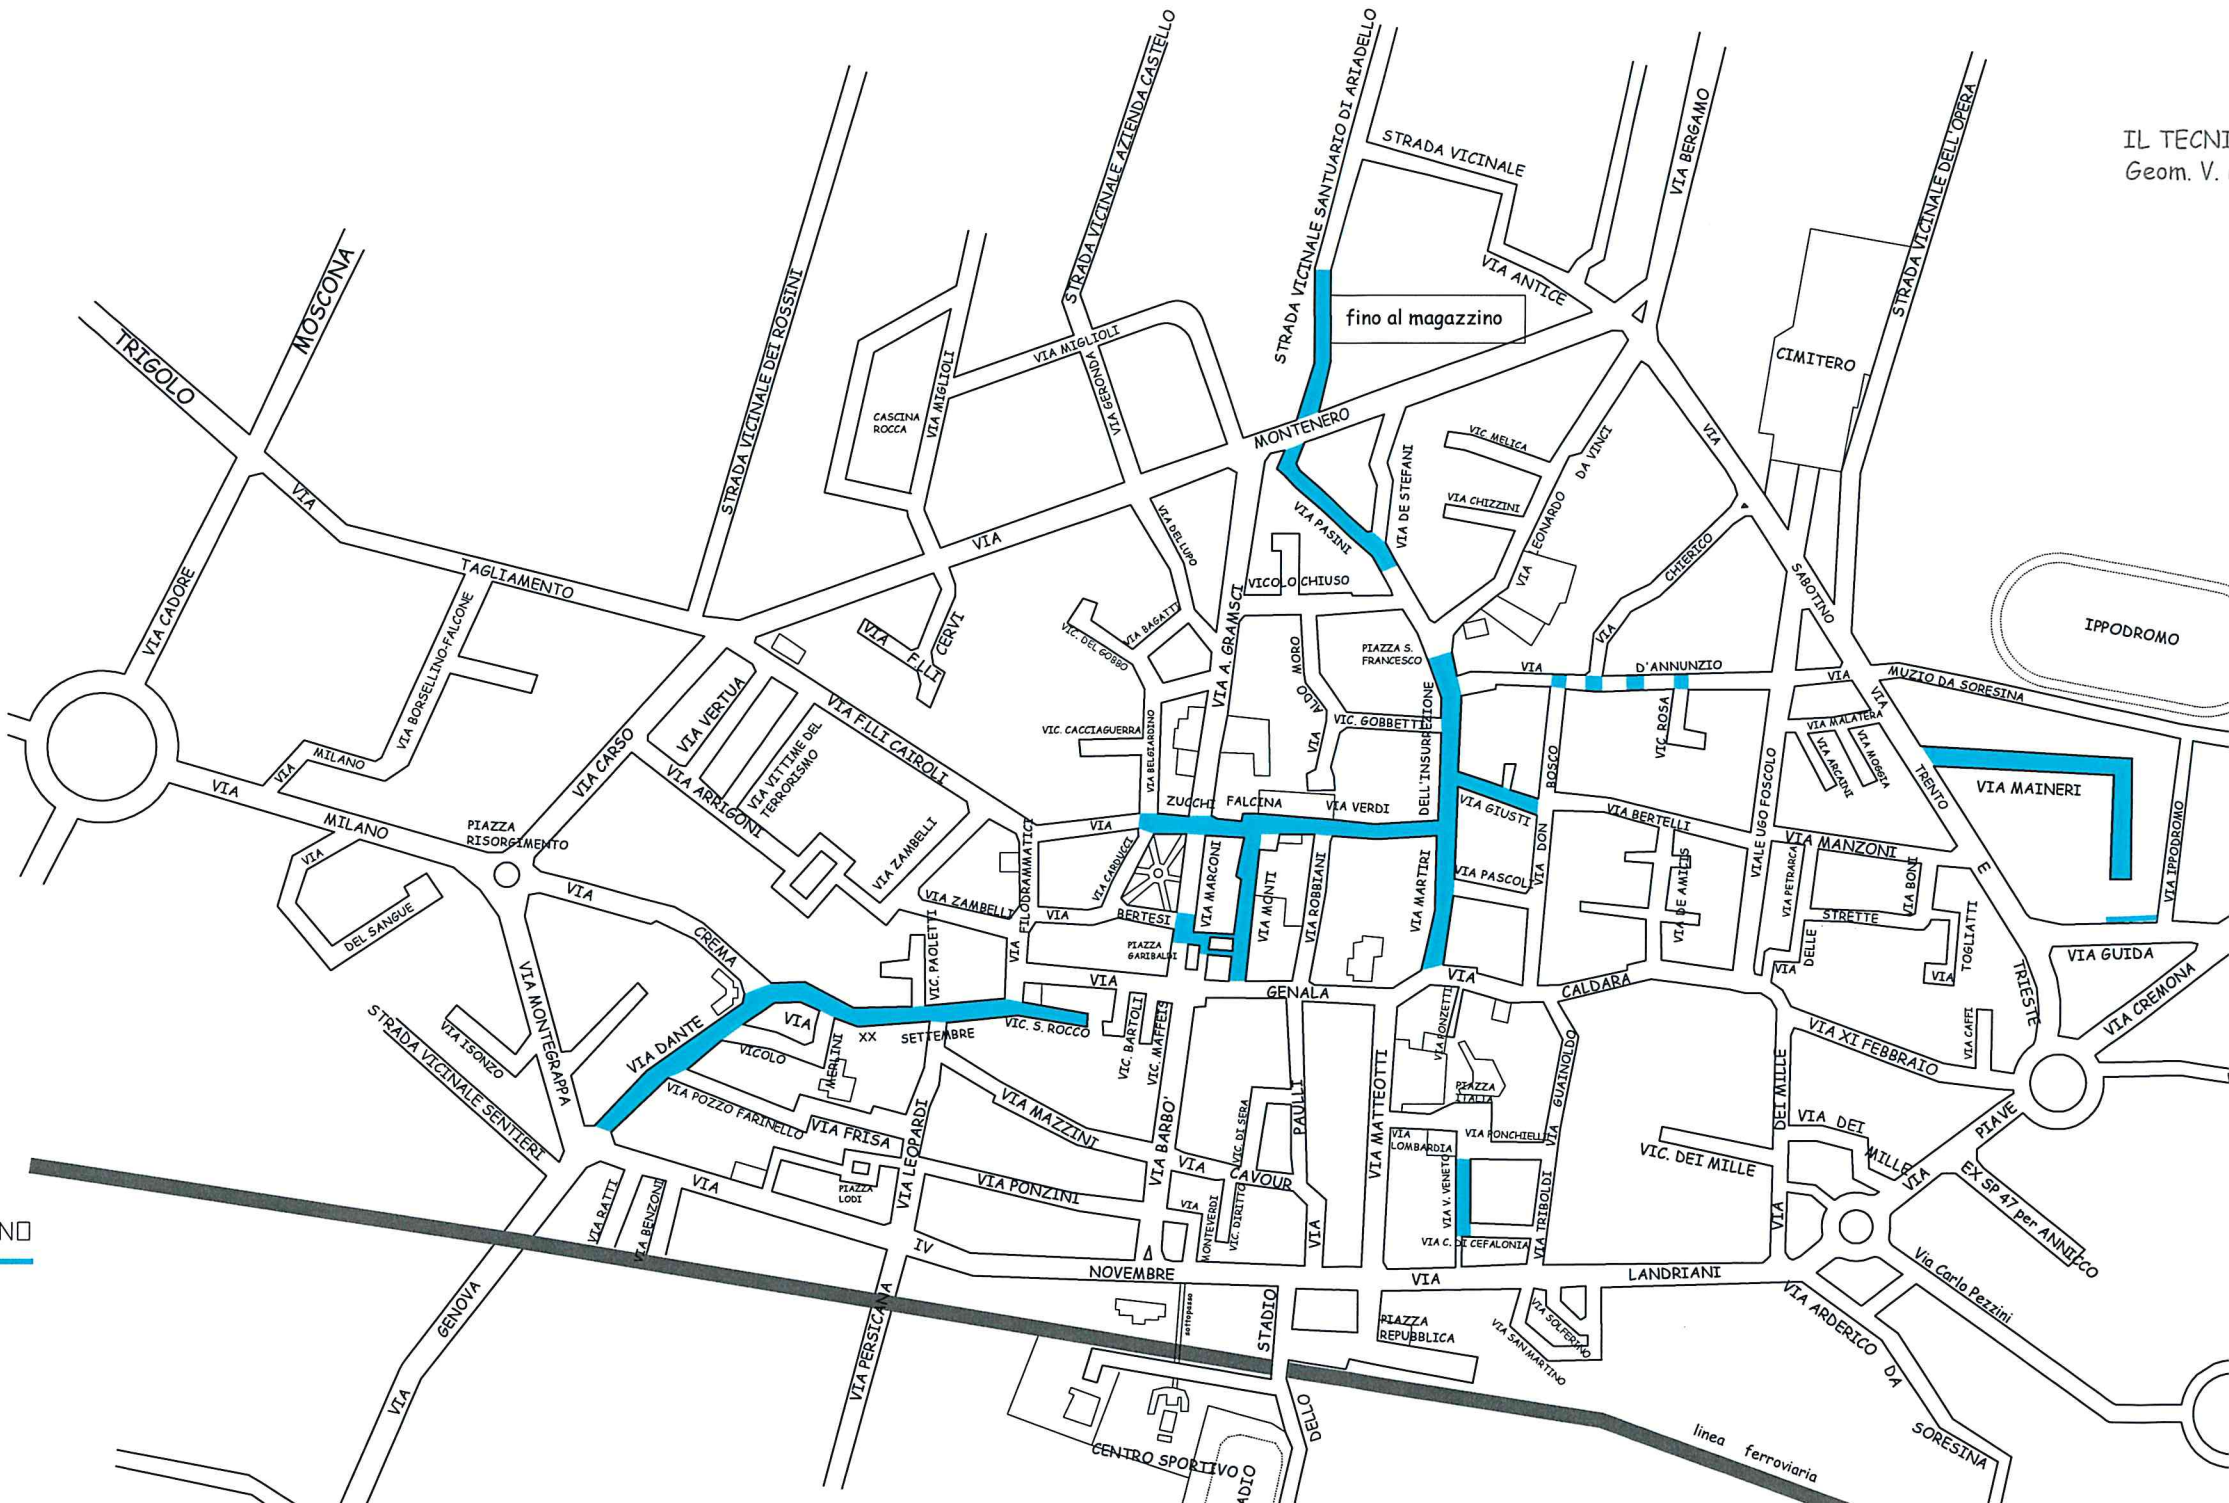 IL TECNI
Geom. V.
STRADA VICINALE AZIENDA CASTELLO
STRADA VICINALE SANTUARIO DI ARIADELLO
STRADA VICINALE
VIA BERGAMO
STRADA VICINALE DELL'OPERA
MOSCONA
TRIGOLO
STRADA VICINALE DEI ROSSINI
VIA ANTICE
fino al magazzino
CIMITERO
VIA MIGLIOLI
VIA MIGLIOLI
VIA GERONDA
CASCINA
ROCCA
MONTENERO
VIA DE STEFANI
VIC. MELICA
VIA CHIZZINI
VIA LEONARDO DA VINCI
VIA
SABOTINO
VIA
VIA PASINI
VIA DEL LUPO
VIA
VIA CHIERICO
TAGLIAMENTO
VIA CADORE
VIA BORSELLINO-FALCONE
VICOLO CHIUSO
VIA A. GRAMSCI
VIA BAGATTI
VIC. DEL GOBBO
VIA F.LLI CERVI
VIA ALDO MORO
PIAZZA S.
FRANCESCO
VIA D'ANNUNZIO
VIA
MUZIO DA SORESINA
IPPODROMO
VIA VERTUA
VIA VITTIME DEL
TERRORISMO
VIA F.LLI CAIROLI
VIA CARSO
VIA ARRIGONI
VIC. CACCIAGUERRA
VIA BELGIARDINO
VIC. GOBBETTI
DELL'INSURREZIONE
VIC. ROSA
VIA MALATERA
VIA ARCAINI
VIA MOGGIA
VIA TRENTO E TRIESTE
VIA MAINERI
VIA IPPODROMO
VIA MILANO
VIA MILANO
PIAZZA
RISORGIMENTO
VIA ZAMBELLI
VIA ZAMBELLI
VIA FILODRAMMATICI
VIA
ZUCCHI FALCINA
VIA VERDI
VIA GIUSTI
VIA DON BOSCO
VIA BERTELLI
VIALE UGO FOSCOLO
VIA MANZONI
VIA CARDUCCI
VIA MARCONI
VIA MONTI
VIA ROBBIANI
VIA MARTIRI
VIA PASCOLI
VIA DE AMICIS
VIA PETRARCA
VIA BONI
VIA DELLE STRETTE
VIA TOGLIATTI
VIA BERTESI
PIAZZA
GARIBALDI
VIA DEL SANGUE
VIA CREMA
VIC. PAOLETTI
VIA GENALA
VIA CALDARA
VIA GUIDA
VIA CREMONA
VIA MONTEGRAPPA
VIA ISONZO
STRADA VICINALE SENTIERI
VIA DANTE
VIA XX SETTEMBRE
VIC. S. ROCCO
VICOLO MERLINI
VIC. BARTOLI
VIC. MAFFEIS
VIA RONZETTI
VIA GUAINOLDO
VIA XI FEBBRAIO
VIA CAFFI
VIA POZZO FARINELLO
VIA FRISA
VIA MAZZINI
VIA BARBO'
VIC. DI SERA
VIA PAULLI
VIA MATTEOTTI
PIAZZA
ITALIA
VIA PONCHIELLI
VIA
LOMBARDIA
VIA V. VENETO
VIA TRIBOLDI
VIC. DEI MILLE
VIA DEI MILLE
VIA DEI MILLE
VIA PIAVE
EX SP 47 per ANNICCO
VIA LEOPARDI
PIAZZA
LODI
VIA PONZINI
VIA CAVOUR
VIA MONTEVERDI
VIC. DIRITTO
VIA C. DI CEFALONIA
VIA RATTI
VIA BENZONI
VIA IV NOVEMBRE
VIA LANDRIANI
NO
VIA GENOVA
VIA PERSICANA
sottopasso
DELLO STADIO
PIAZZA
REPUBBLICA
VIA SAN MARTINO
VIA SOLFERINO
VIA ARDERICO DA SORESINA
Via Carlo Pezzini
CENTRO SPORTIVO
ADIO
linea ferroviaria